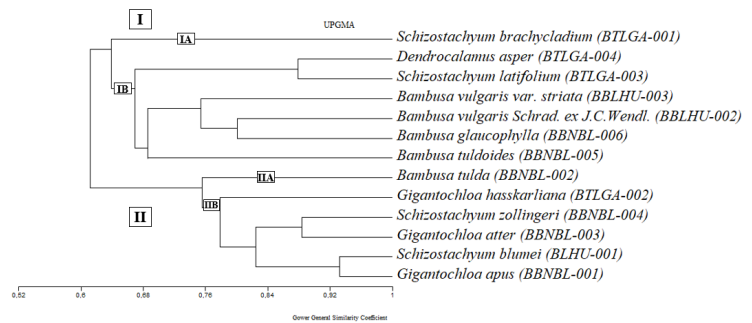 I
UPGMA
IA
Schizostachyum brachycladium (BTLGA-001)
Dendrocalamus asper (BTLGA-004)
Schizostachyum latifolium (BTLGA-003)
IB
Bambusa vulgaris var. striata (BBLHU-003)
Bambusa vulgaris Schrad. ex J.C.Wendl. (BBLHU-002)
Bambusa glaucophylla (BBNBL-006)
Bambusa tuldoides (BBNBL-005)
IIA
Bambusa tulda (BBNBL-002)
Gigantochloa hasskarliana (BTLGA-002)
II
IIB
Schizostachyum zollingeri (BBNBL-004)
Gigantochloa atter (BBNBL-003)
Schizostachyum blumei (BLHU-001)
Gigantochloa apus (BBNBL-001)
0,52 0,6 0,68 0,76 0,84 0,92 1
Gower General Similarity Coefficient